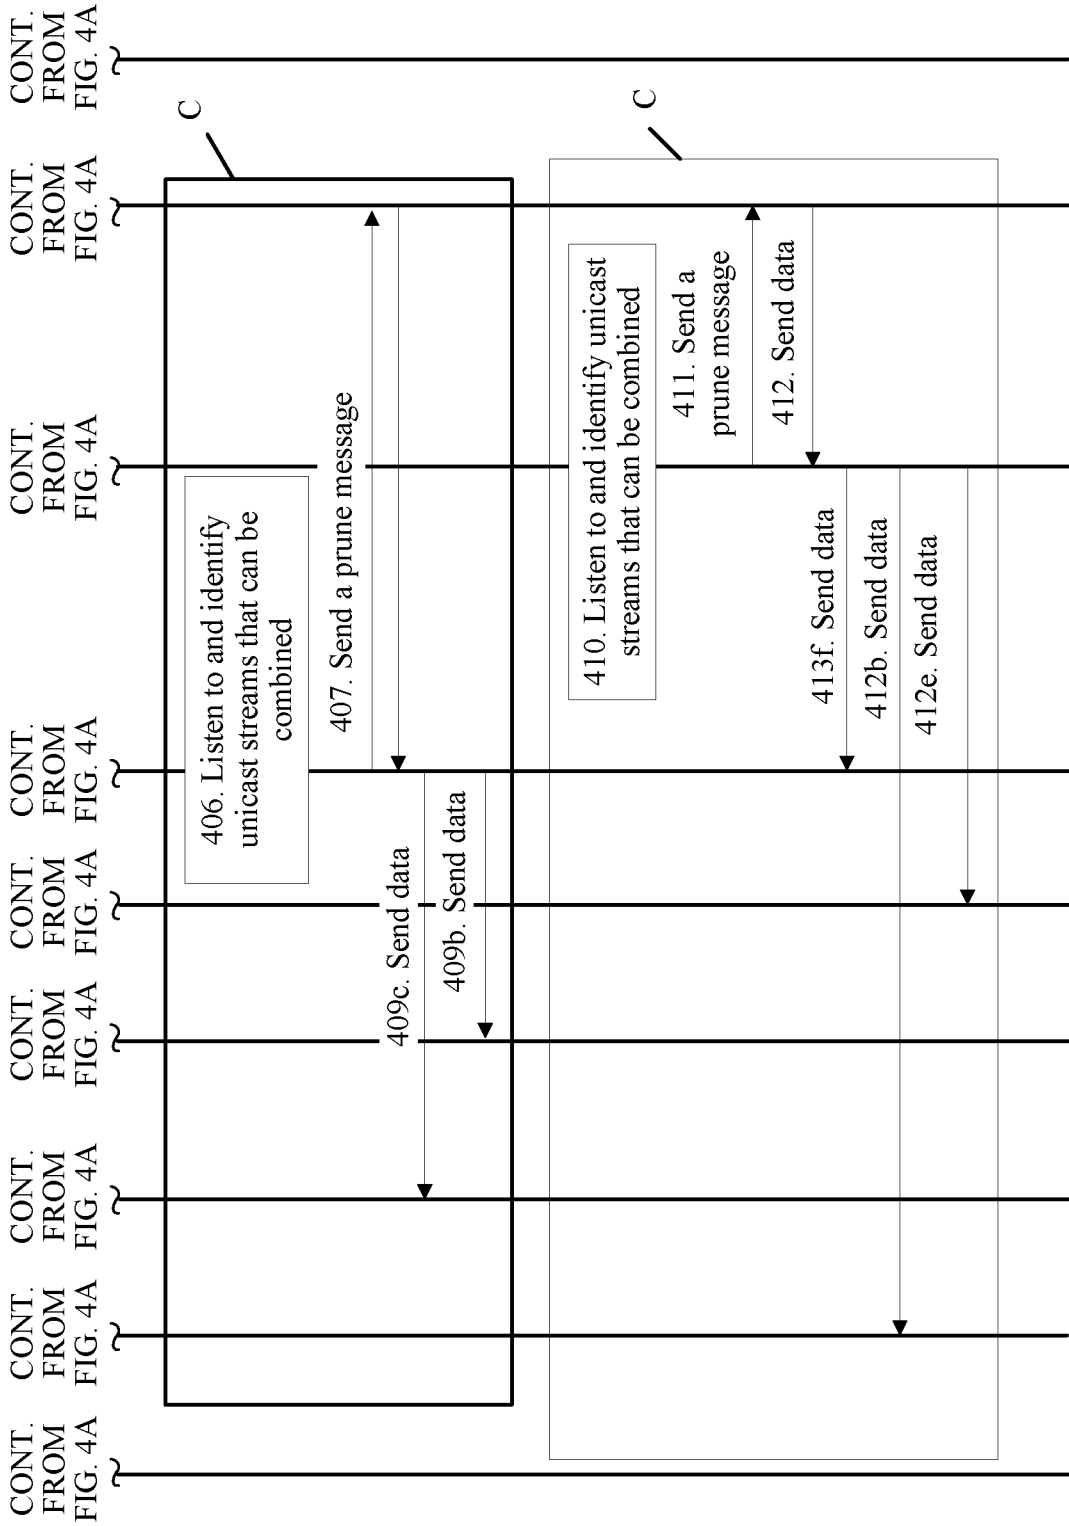 CONT.
FROM
FIG. 4A
CONT.
FROM
FIG. 4A
CONT.
FROM
FIG. 4A
CONT.
FROM
FIG. 4A
CONT.
FROM
FIG. 4A
CONT.
FROM
FIG. 4A
CONT.
FROM
FIG. 4A
CONT.
FROM
FIG. 4A
CONT.
FROM
FIG. 4A
C
406. Listen to and identify
unicast streams that can be
combined
407. Send a prune message
409c. Send data
409b. Send data
C
410. Listen to and identify unicast
streams that can be combined
411. Send a
prune message
412. Send data
413f. Send data
412b. Send data
412e. Send data